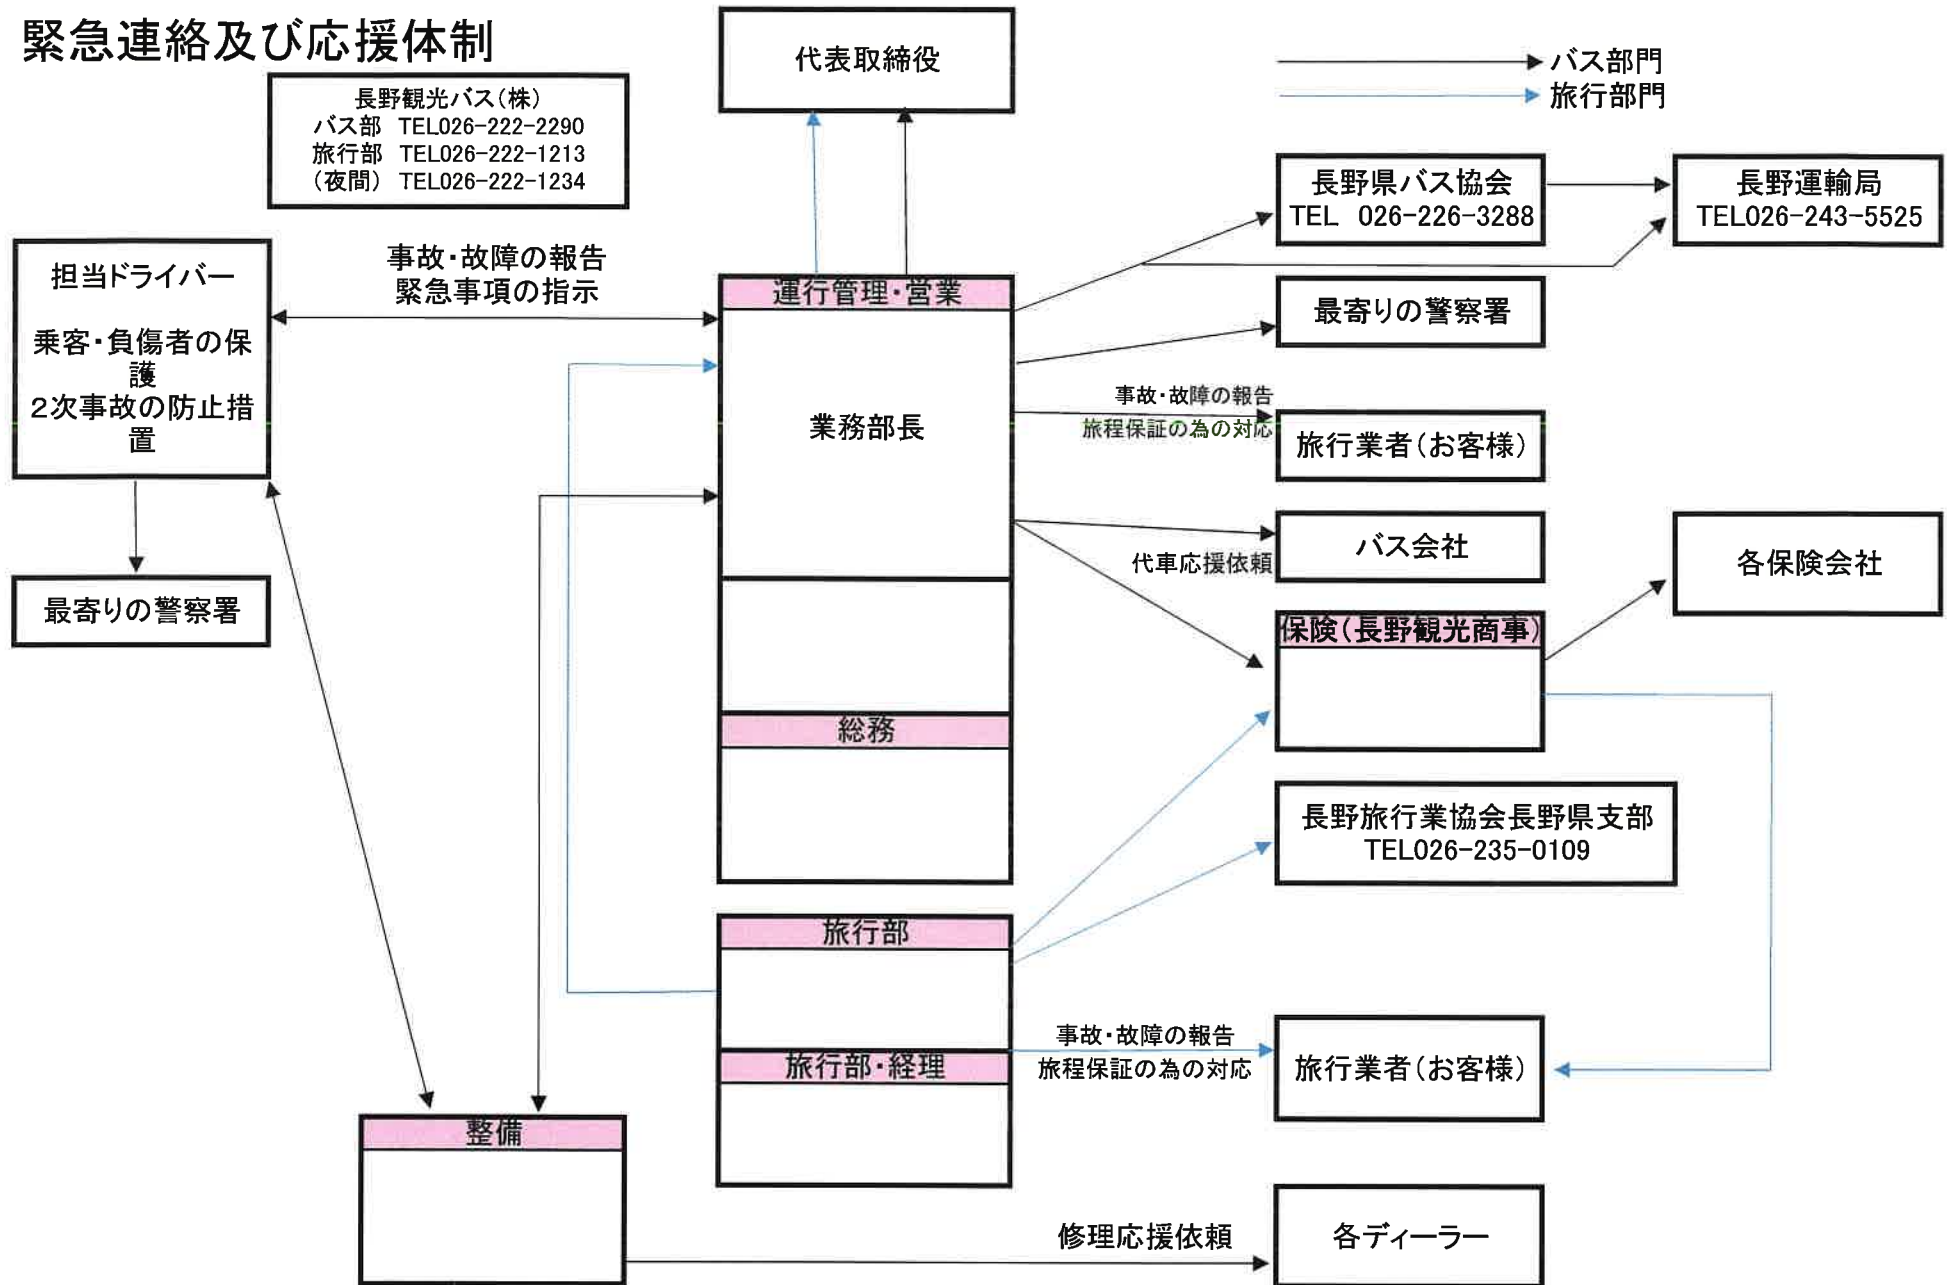 緊急連絡及び応援体制
長野観光バス(株)
バス部 TEL026-222-2290
旅行部 TEL026-222-1213
(夜間) TEL026-222-1234
代表取締役
バス部門
旅行部門
長野県バス協会
TEL 026-226-3288
長野運輸局
TEL026-243-5525
担当ドライバー
乗客・負傷者の保
護
2次事故の防止措
置
事故・故障の報告
緊急事項の指示
運行管理・営業
業務部長
最寄りの警察署
事故・故障の報告
旅程保証の為の対応
旅行業者(お客様)
バス会社
代車応援依頼
各保険会社
最寄りの警察署
保険(長野観光商事)
総務
長野旅行業協会長野県支部
TEL026-235-0109
旅行部
事故・故障の報告
旅程保証の為の対応
旅行業者(お客様)
旅行部・経理
整備
修理応援依頼
各ディーラー